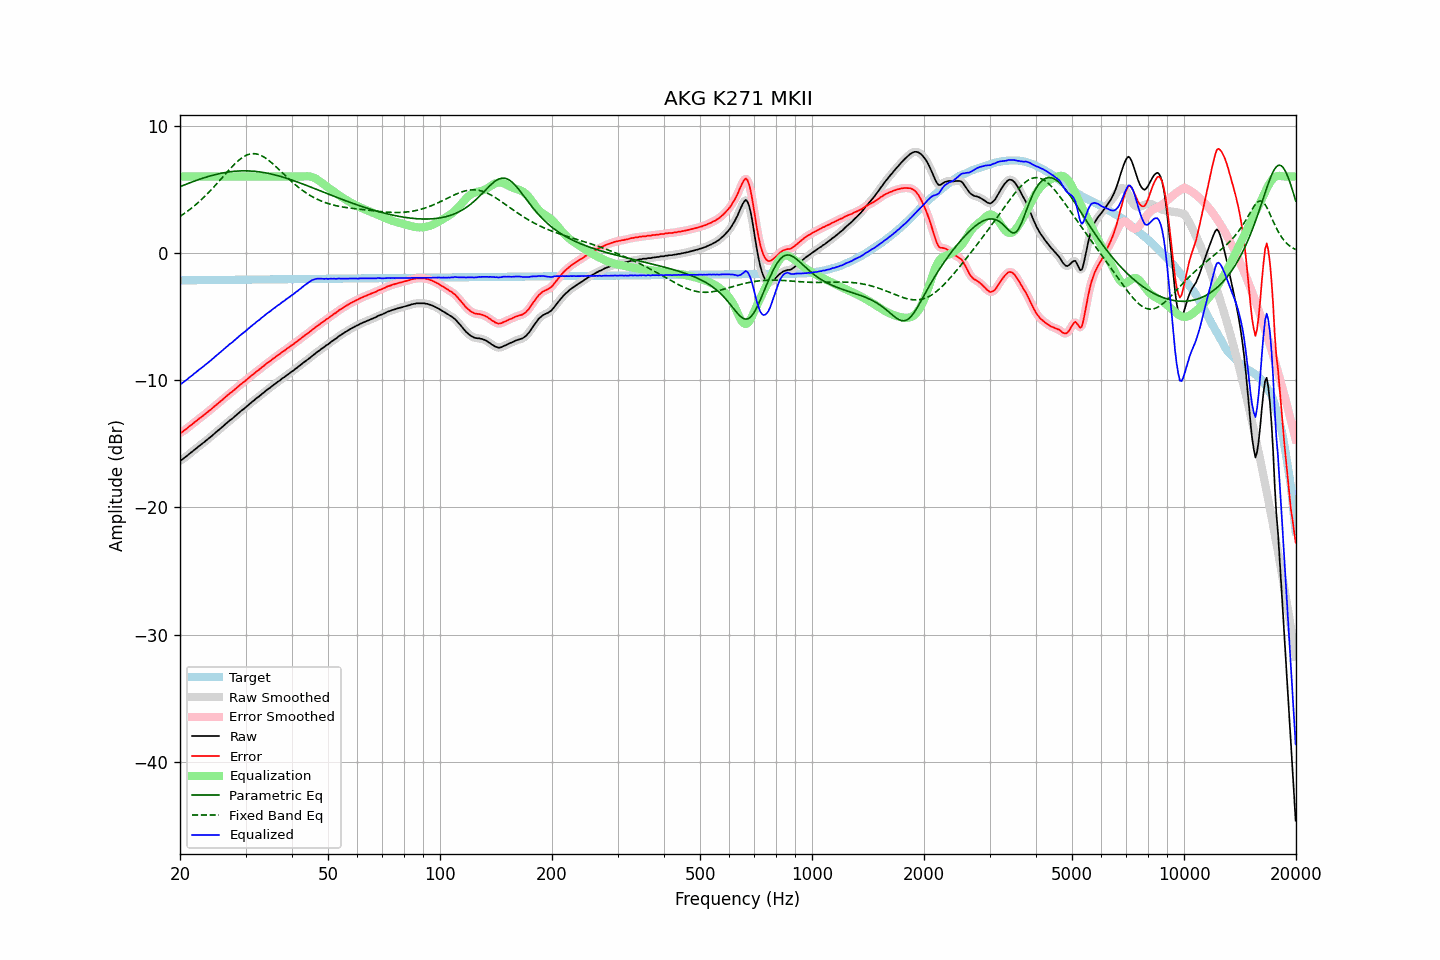 AKG K271 MKII
10
0
−10
−20
−30
−40
Amplitude (dBr)
Target
Raw Smoothed
Error Smoothed
Raw
Error
Equalization
Parametric Eq
Fixed Band Eq
Equalized
20 50 100 200 500 1000 2000 5000 10000 20000
Frequency (Hz)